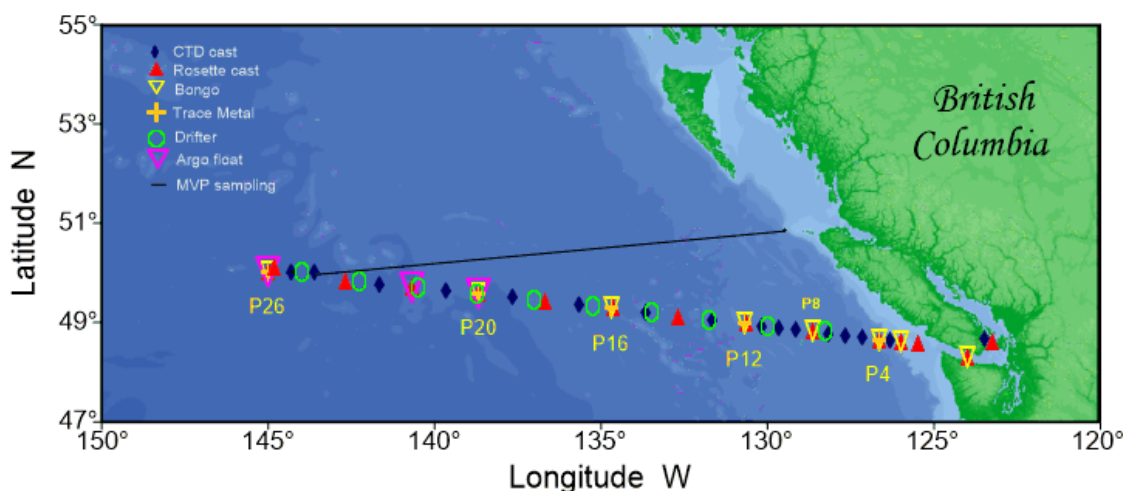 55°
53°
51°
49°
47°
Latitude N
CTD cast
Rosette cast
Bongo
Trace Metal
Drifter
Argo float
MVP sampling
British
Columbia
P26
P20
P16
P12
P8
P4
150°
145°
140°
135°
130°
125°
120°
Longitude W